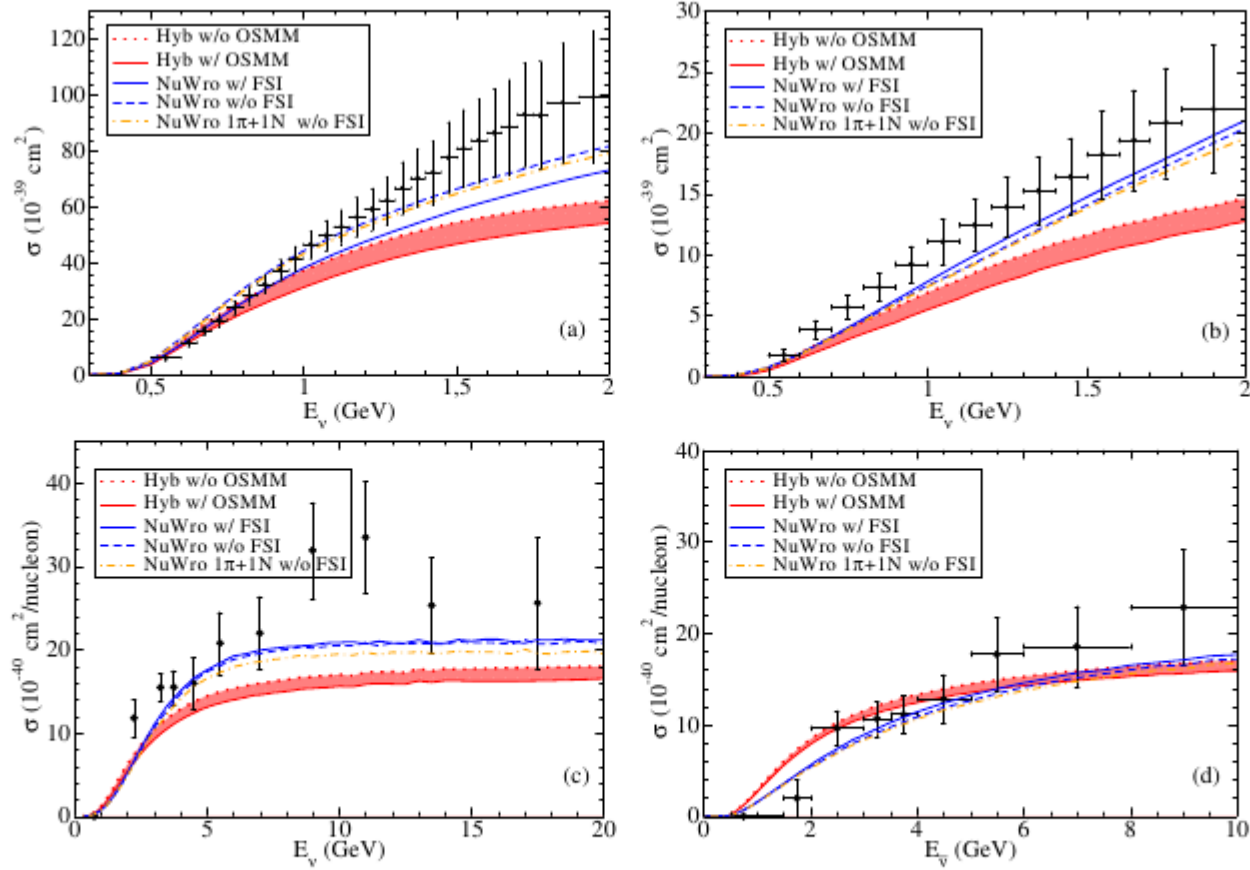 120
100
80
60
40
20
0
σ (10⁻³⁹ cm²)
Hyb w/o OSMM
Hyb w/ OSMM
NuWro w/ FSI
NuWro w/o FSI
NuWro 1π+1N w/o FSI
(a)
0,5 1 1,5 2
E_ν (GeV)
30
25
20
15
10
5
0
σ (10⁻³⁹ cm²)
Hyb w/o OSMM
Hyb w/ OSMM
NuWro w/ FSI
NuWro w/o FSI
NuWro 1π+1N w/o FSI
(b)
0.5 1 1.5 2
E_ν (GeV)
40
30
20
10
0
σ (10⁻⁴⁰ cm²/nucleon)
Hyb w/o OSMM
Hyb w/ OSMM
NuWro w/ FSI
NuWro w/o FSI
NuWro 1π+1N w/o FSI
(c)
0 5 10 15 20
E_ν (GeV)
40
30
20
10
0
σ (10⁻⁴⁰ cm²/nucleon)
Hyb w/o OSMM
Hyb w/ OSMM
NuWro w/ FSI
NuWro w/o FSI
NuWro 1π+1N w/o FSI
(d)
0 2 4 6 8 10
E_ν̄ (GeV)